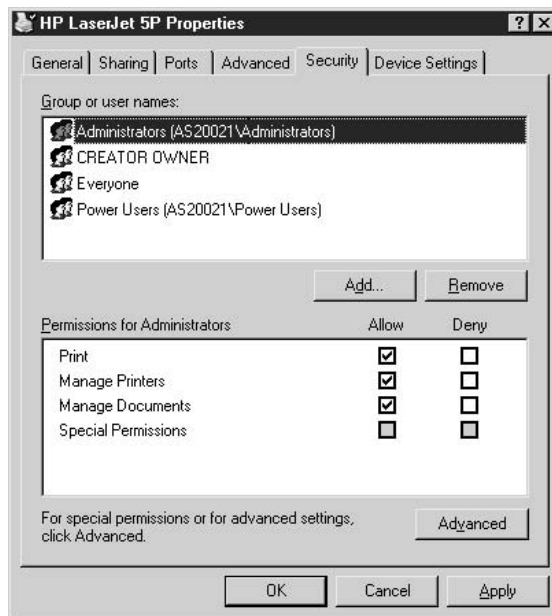 HP LaserJet 5P Properties
General Sharing Ports Advanced Security Device Settings
Group or user names:
Administrators (AS20021\Administrators)
CREATOR OWNER
Everyone
Power Users (AS20021\Power Users)
Add... Remove
Permissions for Administrators Allow Deny
Print
Manage Printers
Manage Documents
Special Permissions
For special permissions or for advanced settings,
click Advanced.
Advanced
OK Cancel Apply